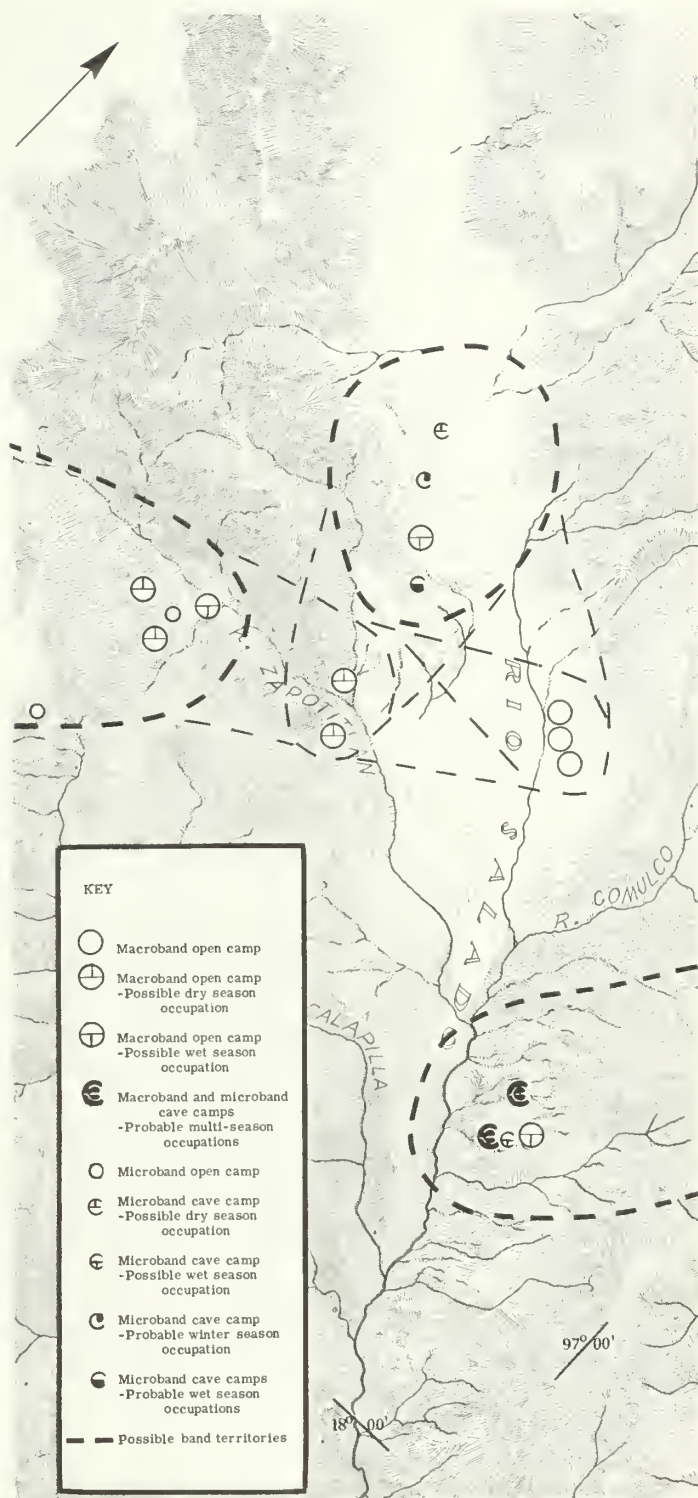 ZAPOTITLAN
RIO SALADO
R. COMULCO
CALAPILLA
KEY
Macroband open camp
Macroband open camp
-Possible dry season
occupation
Macroband open camp
-Possible wet season
occupation
Macroband and microband
cave camps
-Probable multi-season
occupations
Microband open camp
Microband cave camp
-Possible dry season
occupation
Microband cave camp
-Possible wet season
occupation
Microband cave camp
-Probable winter season
occupation
Microband cave camps
-Probable wet season
occupations
Possible band territories
97° 00'
18° 00'